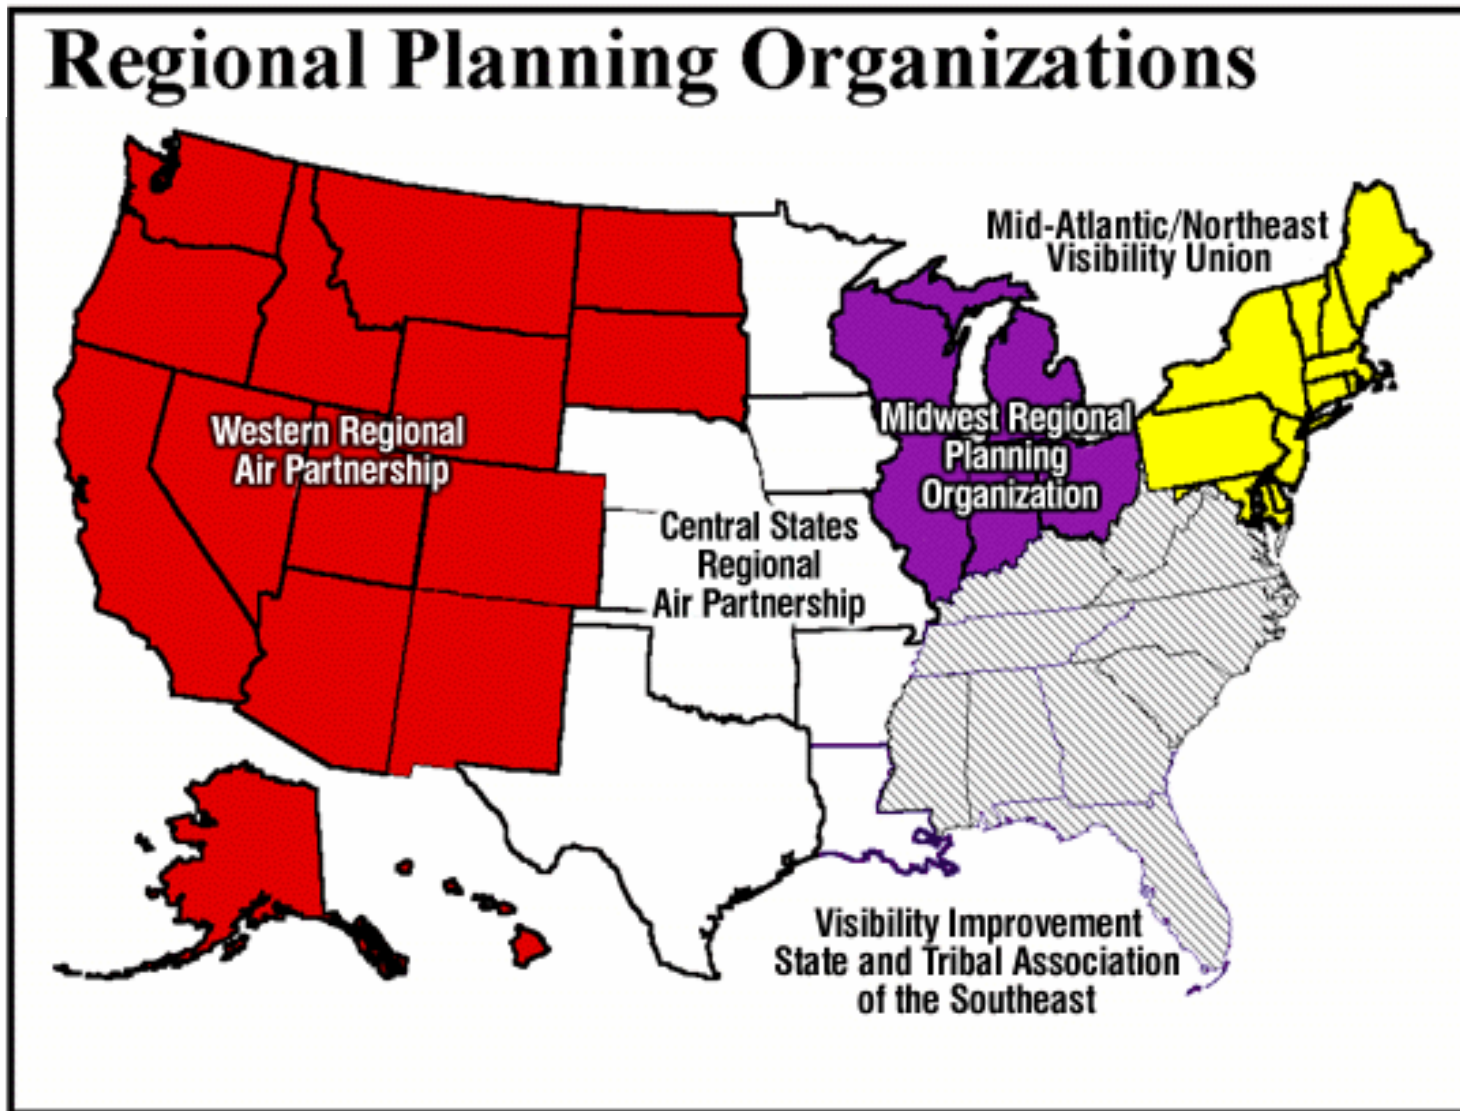 Regional Planning Organizations
Mid-Atlantic/Northeast
Visibility Union
Western Regional
Air Partnership
Midwest Regional
Planning
Organization
Central States
Regional
Air Partnership
Visibility Improvement
State and Tribal Association
of the Southeast